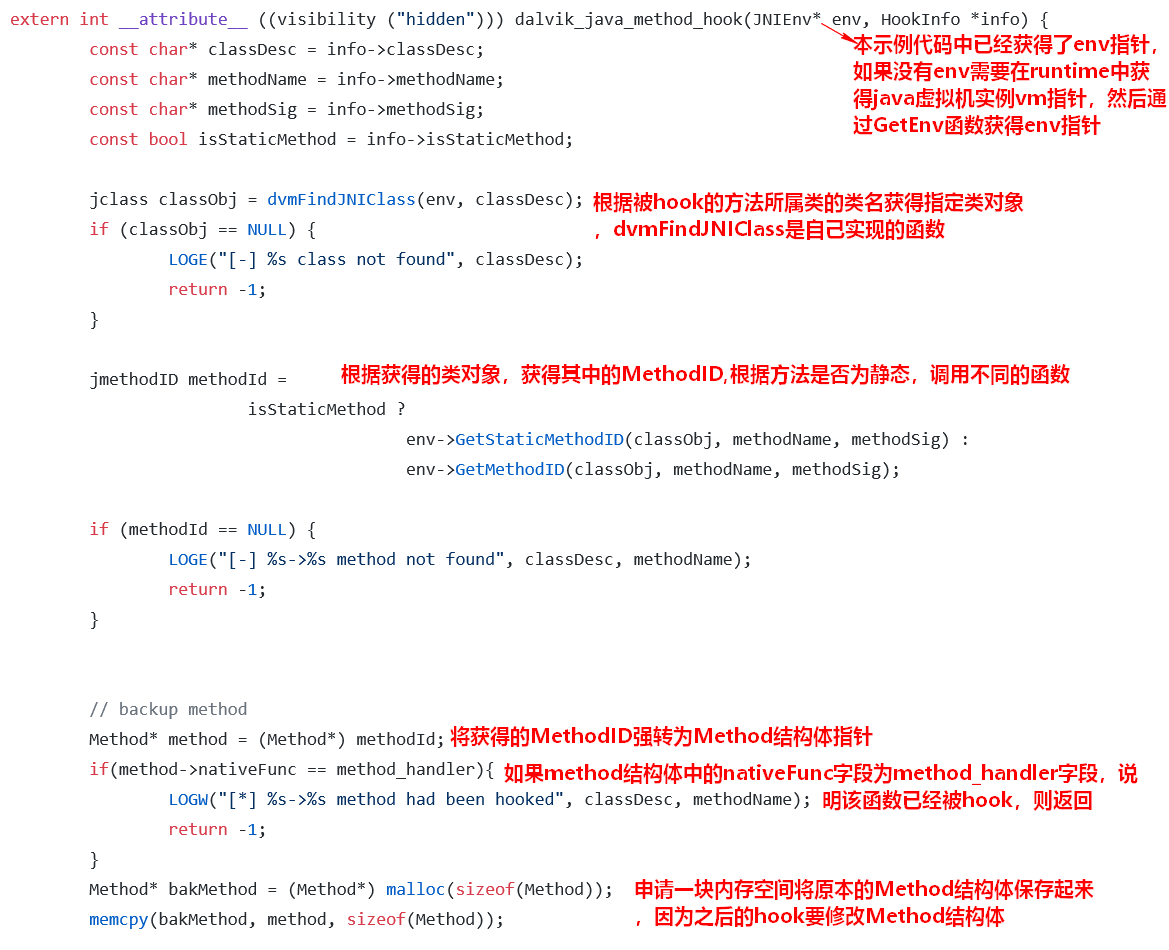 extern int __attribute__ ((visibility ("hidden"))) dalvik_java_method_hook(JNIEnv* env, HookInfo *info) {
本示例代码中已经获得了env指针，
如果没有env需要在runtime中获
得java虚拟机实例vm指针，然后通
过GetEnv函数获得env指针
const char* classDesc = info->classDesc;
const char* methodName = info->methodName;
const char* methodSig = info->methodSig;
const bool isStaticMethod = info->isStaticMethod;
jclass classObj = dvmFindJNIClass(env, classDesc);
根据被hook的方法所属类的类名获得指定类对象
，dvmFindJNIClass是自己实现的函数
if (classObj == NULL) {
LOGE("[-] %s class not found", classDesc);
return -1;
}
根据获得的类对象，获得其中的MethodID,根据方法是否为静态，调用不同的函数
jmethodID methodId =
isStaticMethod ?
env->GetStaticMethodID(classObj, methodName, methodSig) :
env->GetMethodID(classObj, methodName, methodSig);
if (methodId == NULL) {
LOGE("[-] %s->%s method not found", classDesc, methodName);
return -1;
}
// backup method
Method* method = (Method*) methodId;
将获得的MethodID强转为Method结构体指针
if(method->nativeFunc == method_handler){
如果method结构体中的nativeFunc字段为method_handler字段，说
LOGW("[*] %s->%s method had been hooked", classDesc, methodName);
明该函数已经被hook，则返回
return -1;
}
Method* bakMethod = (Method*) malloc(sizeof(Method));
申请一块内存空间将原本的Method结构体保存起来
memcpy(bakMethod, method, sizeof(Method));
，因为之后的hook要修改Method结构体